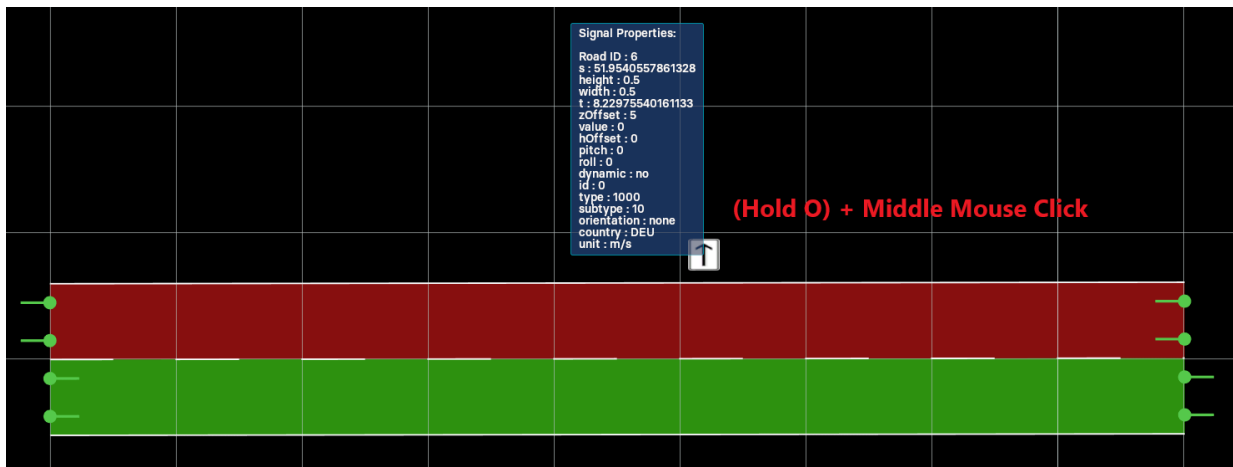 Signal Properties:
Road ID : 6
s : 51.9540557861328
height : 0.5
width : 0.5
t : 8.22975540161133
zOffset : 5
value : 0
hOffset : 0
pitch : 0
roll : 0
dynamic : no
id : 0
type : 1000
subtype : 10
orientation : none
country : DEU
unit : m/s
(Hold O) + Middle Mouse Click